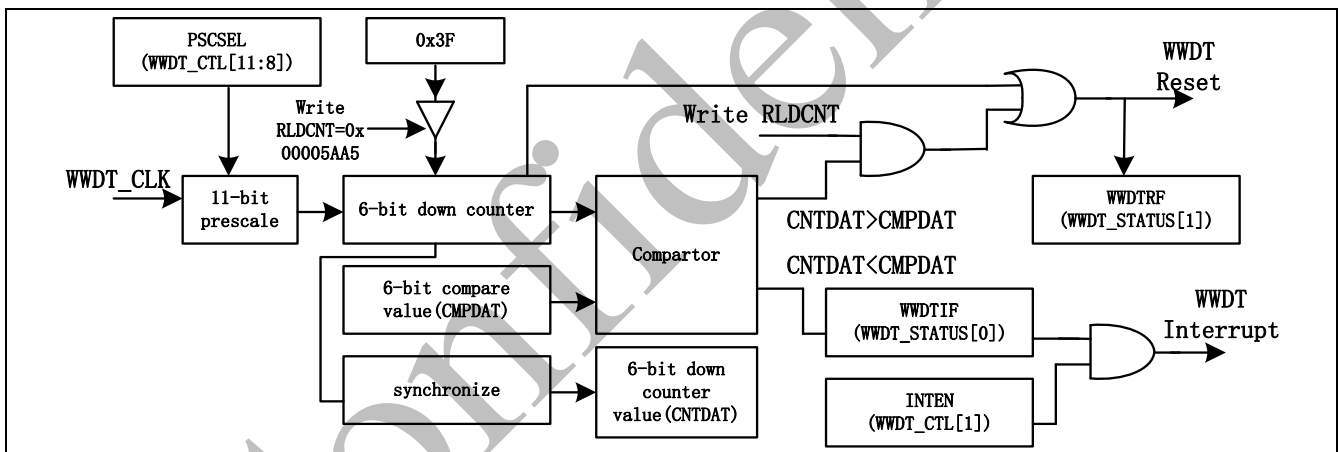 PSCSEL
(WWDT_CTL[11:8])
0x3F
WWDT
Reset
Write
RLDCNT=0x
00005AA5
Write RLDCNT
WWDT_CLK
11-bit
prescale
6-bit down counter
Compartor
CNTDAT>CMPDAT
CNTDAT<CMPDAT
WWDTRF
(WWDT_STATUS[1])
6-bit compare
value(CMPDAT)
WWDTIF
(WWDT_STATUS[0])
WWDT
Interrupt
synchronize
6-bit down
counter
value(CNTDAT)
INTEN
(WWDT_CTL[1])
Confiden